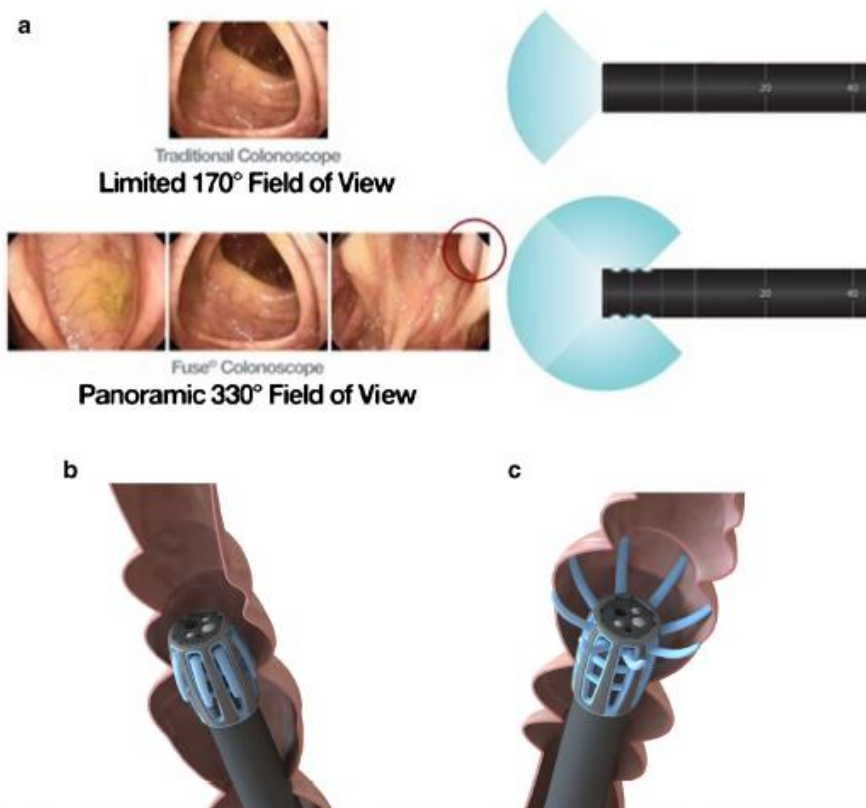 a
Traditional Colonoscope
Limited 170° Field of View
20
40
Fuse® Colonoscope
Panoramic 330° Field of View
20
40
b
c